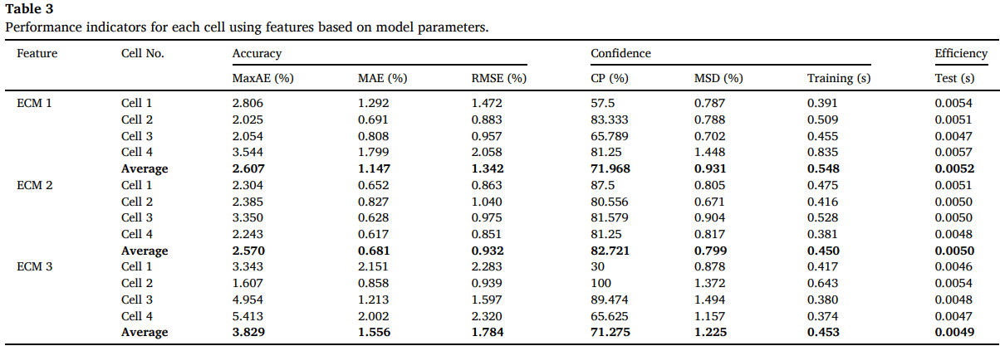 Table 3
Performance indicators for each cell using features based on model parameters.
Feature Cell No. Accuracy Confidence Efficiency
MaxAE (%) MAE (%) RMSE (%) CP (%) MSD (%) Training (s) Test (s)
ECM 1 Cell 1 2.806 1.292 1.472 57.5 0.787 0.391 0.0054
Cell 2 2.025 0.691 0.883 83.333 0.788 0.509 0.0051
Cell 3 2.054 0.808 0.957 65.789 0.702 0.455 0.0047
Cell 4 3.544 1.799 2.058 81.25 1.448 0.835 0.0057
Average 2.607 1.147 1.342 71.968 0.931 0.548 0.0052
ECM 2 Cell 1 2.304 0.652 0.863 87.5 0.805 0.475 0.0051
Cell 2 2.385 0.827 1.040 80.556 0.671 0.416 0.0050
Cell 3 3.350 0.628 0.975 81.579 0.904 0.528 0.0050
Cell 4 2.243 0.617 0.851 81.25 0.817 0.381 0.0048
Average 2.570 0.681 0.932 82.721 0.799 0.450 0.0050
ECM 3 Cell 1 3.343 2.151 2.283 30 0.878 0.417 0.0046
Cell 2 1.607 0.858 0.939 100 1.372 0.643 0.0054
Cell 3 4.954 1.213 1.597 89.474 1.494 0.380 0.0048
Cell 4 5.413 2.002 2.320 65.625 1.157 0.374 0.0047
Average 3.829 1.556 1.784 71.275 1.225 0.453 0.0049